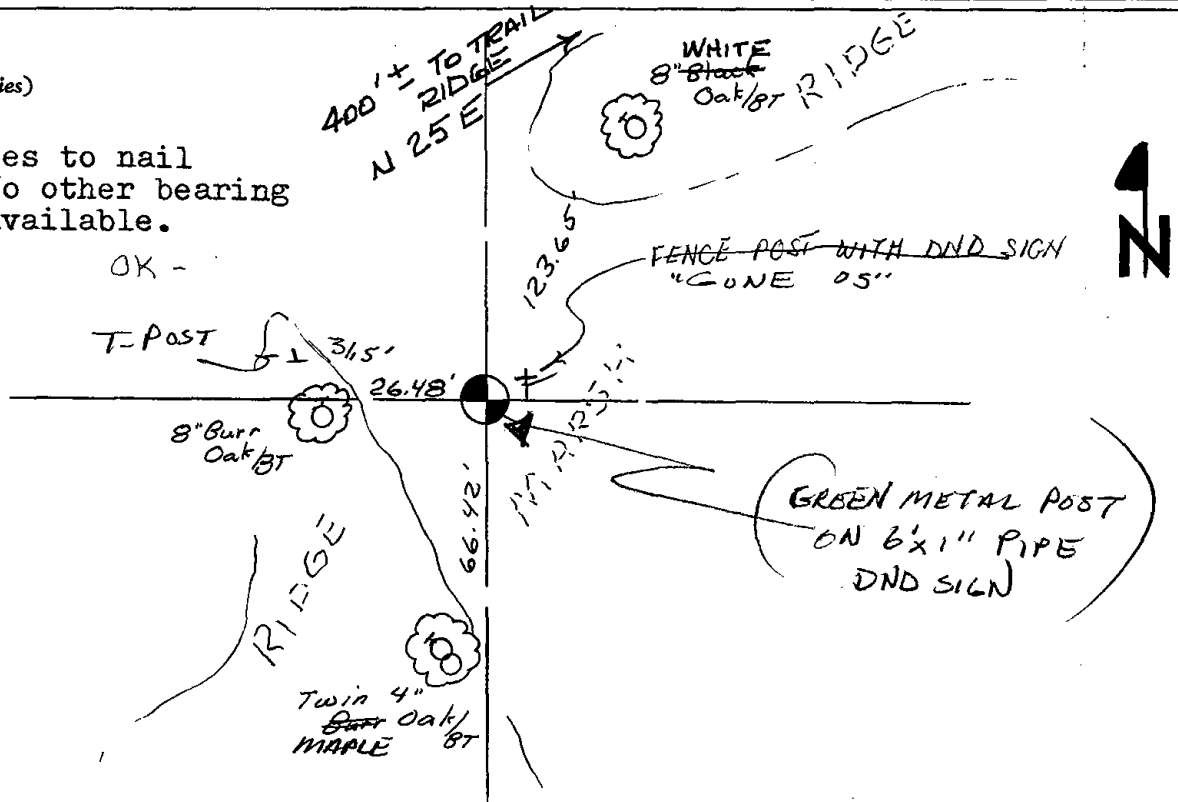 400'± TO TRAIL
RIDGE
N 25 E
WHITE
8" Black
Oak/BT
RIDGE
ies)
es to nail
o other bearing
vailable.
OK -
123.65'
FENCE POST WITH DND SIGN
"GONE 05"
N
T-POST
31.5'
26.48'
MARSH
8" Burr
Oak/BT
66.42'
GREEN METAL POST
ON 6'x1" PIPE
DND SIGN
RIDGE
Twin 4"
Burr Oak/
MAPLE BT